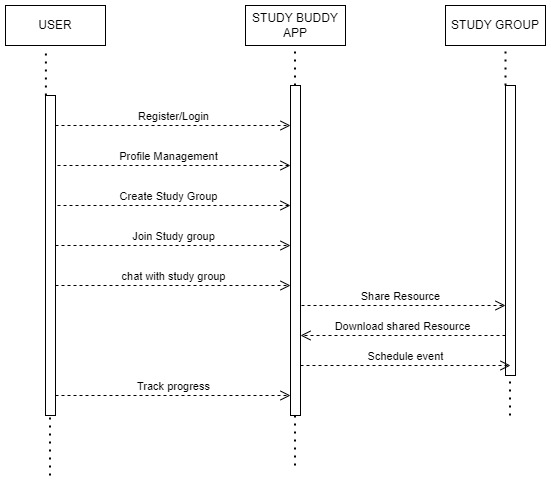 USER
STUDY BUDDY
APP
STUDY GROUP
Register/Login
Profile Management
Create Study Group
Join Study group
chat with study group
Share Resource
Download shared Resource
Schedule event
Track progress